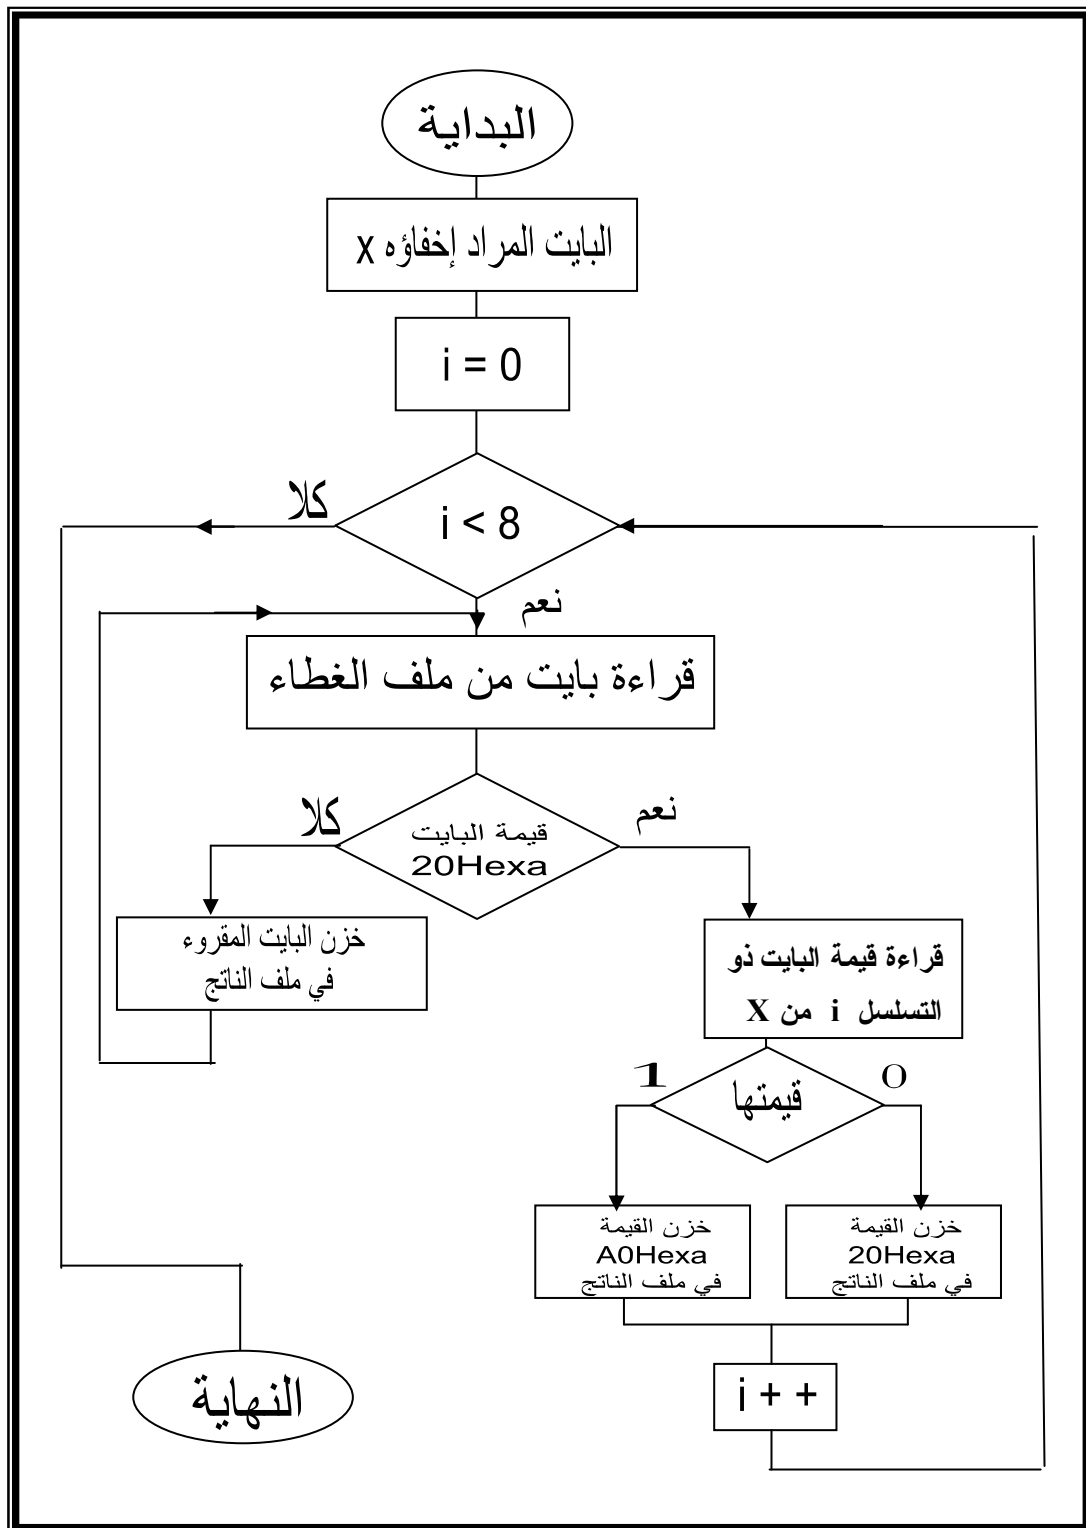 البداية
البايت المراد إخفاؤه x
i = 0
i < 8
كلا
نعم
قراءة بايت من ملف الغطاء
قيمة البايت
20Hexa
نعم
كلا
خزن البايت المقروء
في ملف الناتج
قراءة قيمة البايت ذو
التسلسل i من X
قيمتها
0
1
خزن القيمة
20Hexa
في ملف الناتج
خزن القيمة
A0Hexa
في ملف الناتج
i + +
النهاية